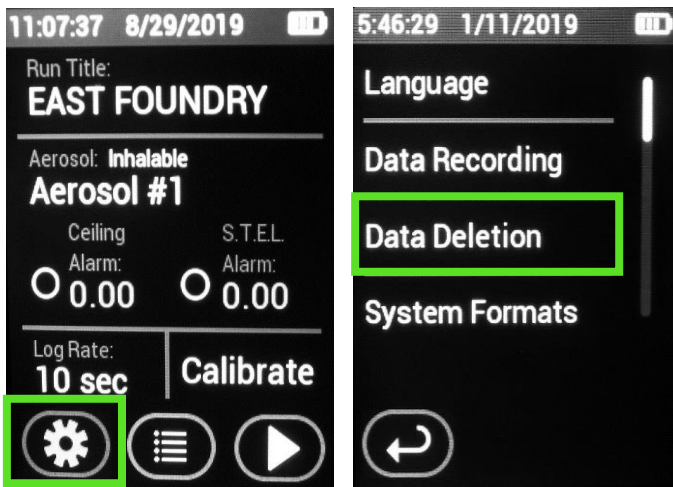 11:07:37 8/29/2019
Run Title:
EAST FOUNDRY
Aerosol: Inhalable
Aerosol #1
Ceiling S.T.E.L.
Alarm: Alarm:
0.00 0.00
Log Rate:
10 sec
Calibrate
5:46:29 1/11/2019
Language
Data Recording
Data Deletion
System Formats